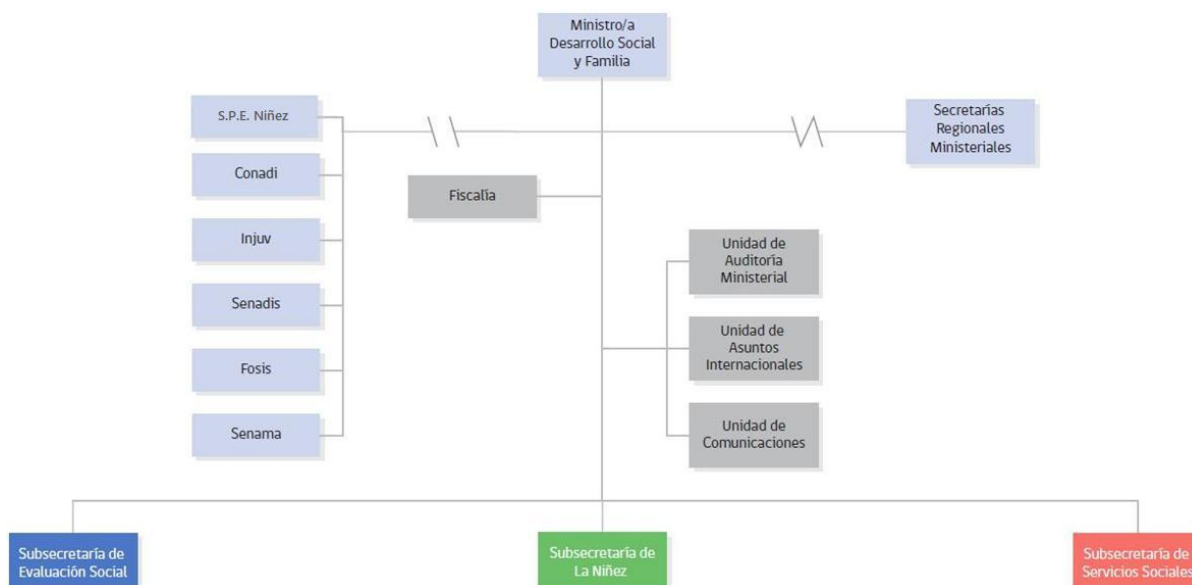 Ministro/a
Desarrollo Social
y Familia
S.P.E. Niñez
Secretarías
Regionales
Ministeriales
Conadi
Fiscalía
Injuv
Unidad de
Auditoría
Ministerial
Senadis
Unidad de
Asuntos
Internacionales
Fosis
Senama
Unidad de
Comunicaciones
Subsecretaría de
Evaluación Social
Subsecretaría de
La Niñez
Subsecretaría de
Servicios Sociales